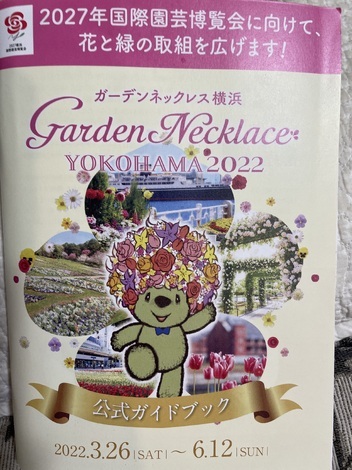 2027年国際園芸博覧会に向けて、
花と緑の取組を広げます!
ガーデンネックレス横浜
Garden Necklace
YOKOHAMA 2022
公式ガイドブック
2022.3.26 [SAT] ～ 6.12 [SUN]